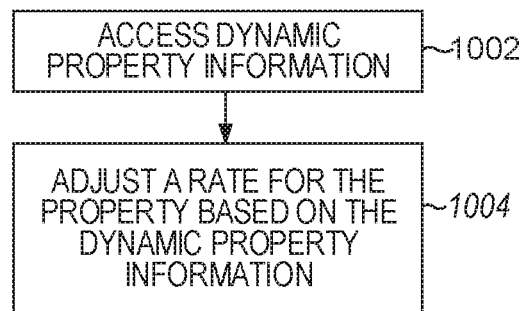 ACCESS DYNAMIC
PROPERTY INFORMATION
1002
ADJUST A RATE FOR THE
PROPERTY BASED ON THE
DYNAMIC PROPERTY
INFORMATION
1004